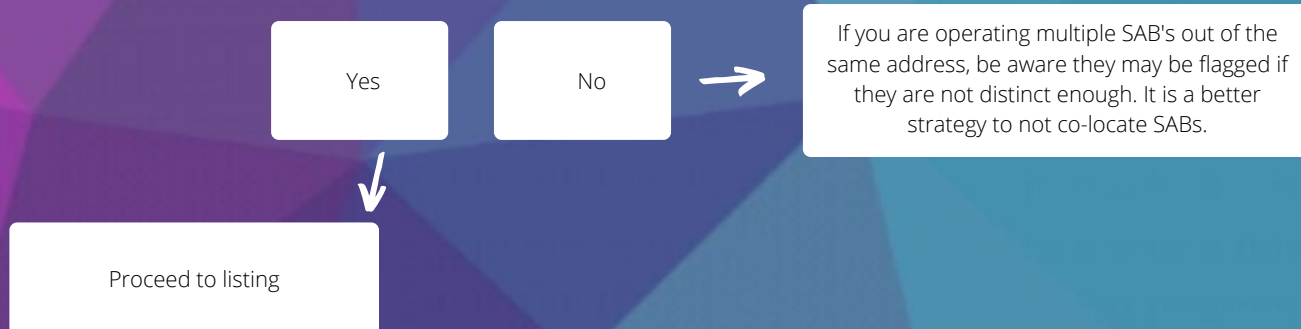 Yes
No
If you are operating multiple SAB's out of the
same address, be aware they may be flagged if
they are not distinct enough. It is a better
strategy to not co-locate SABs.
Proceed to listing